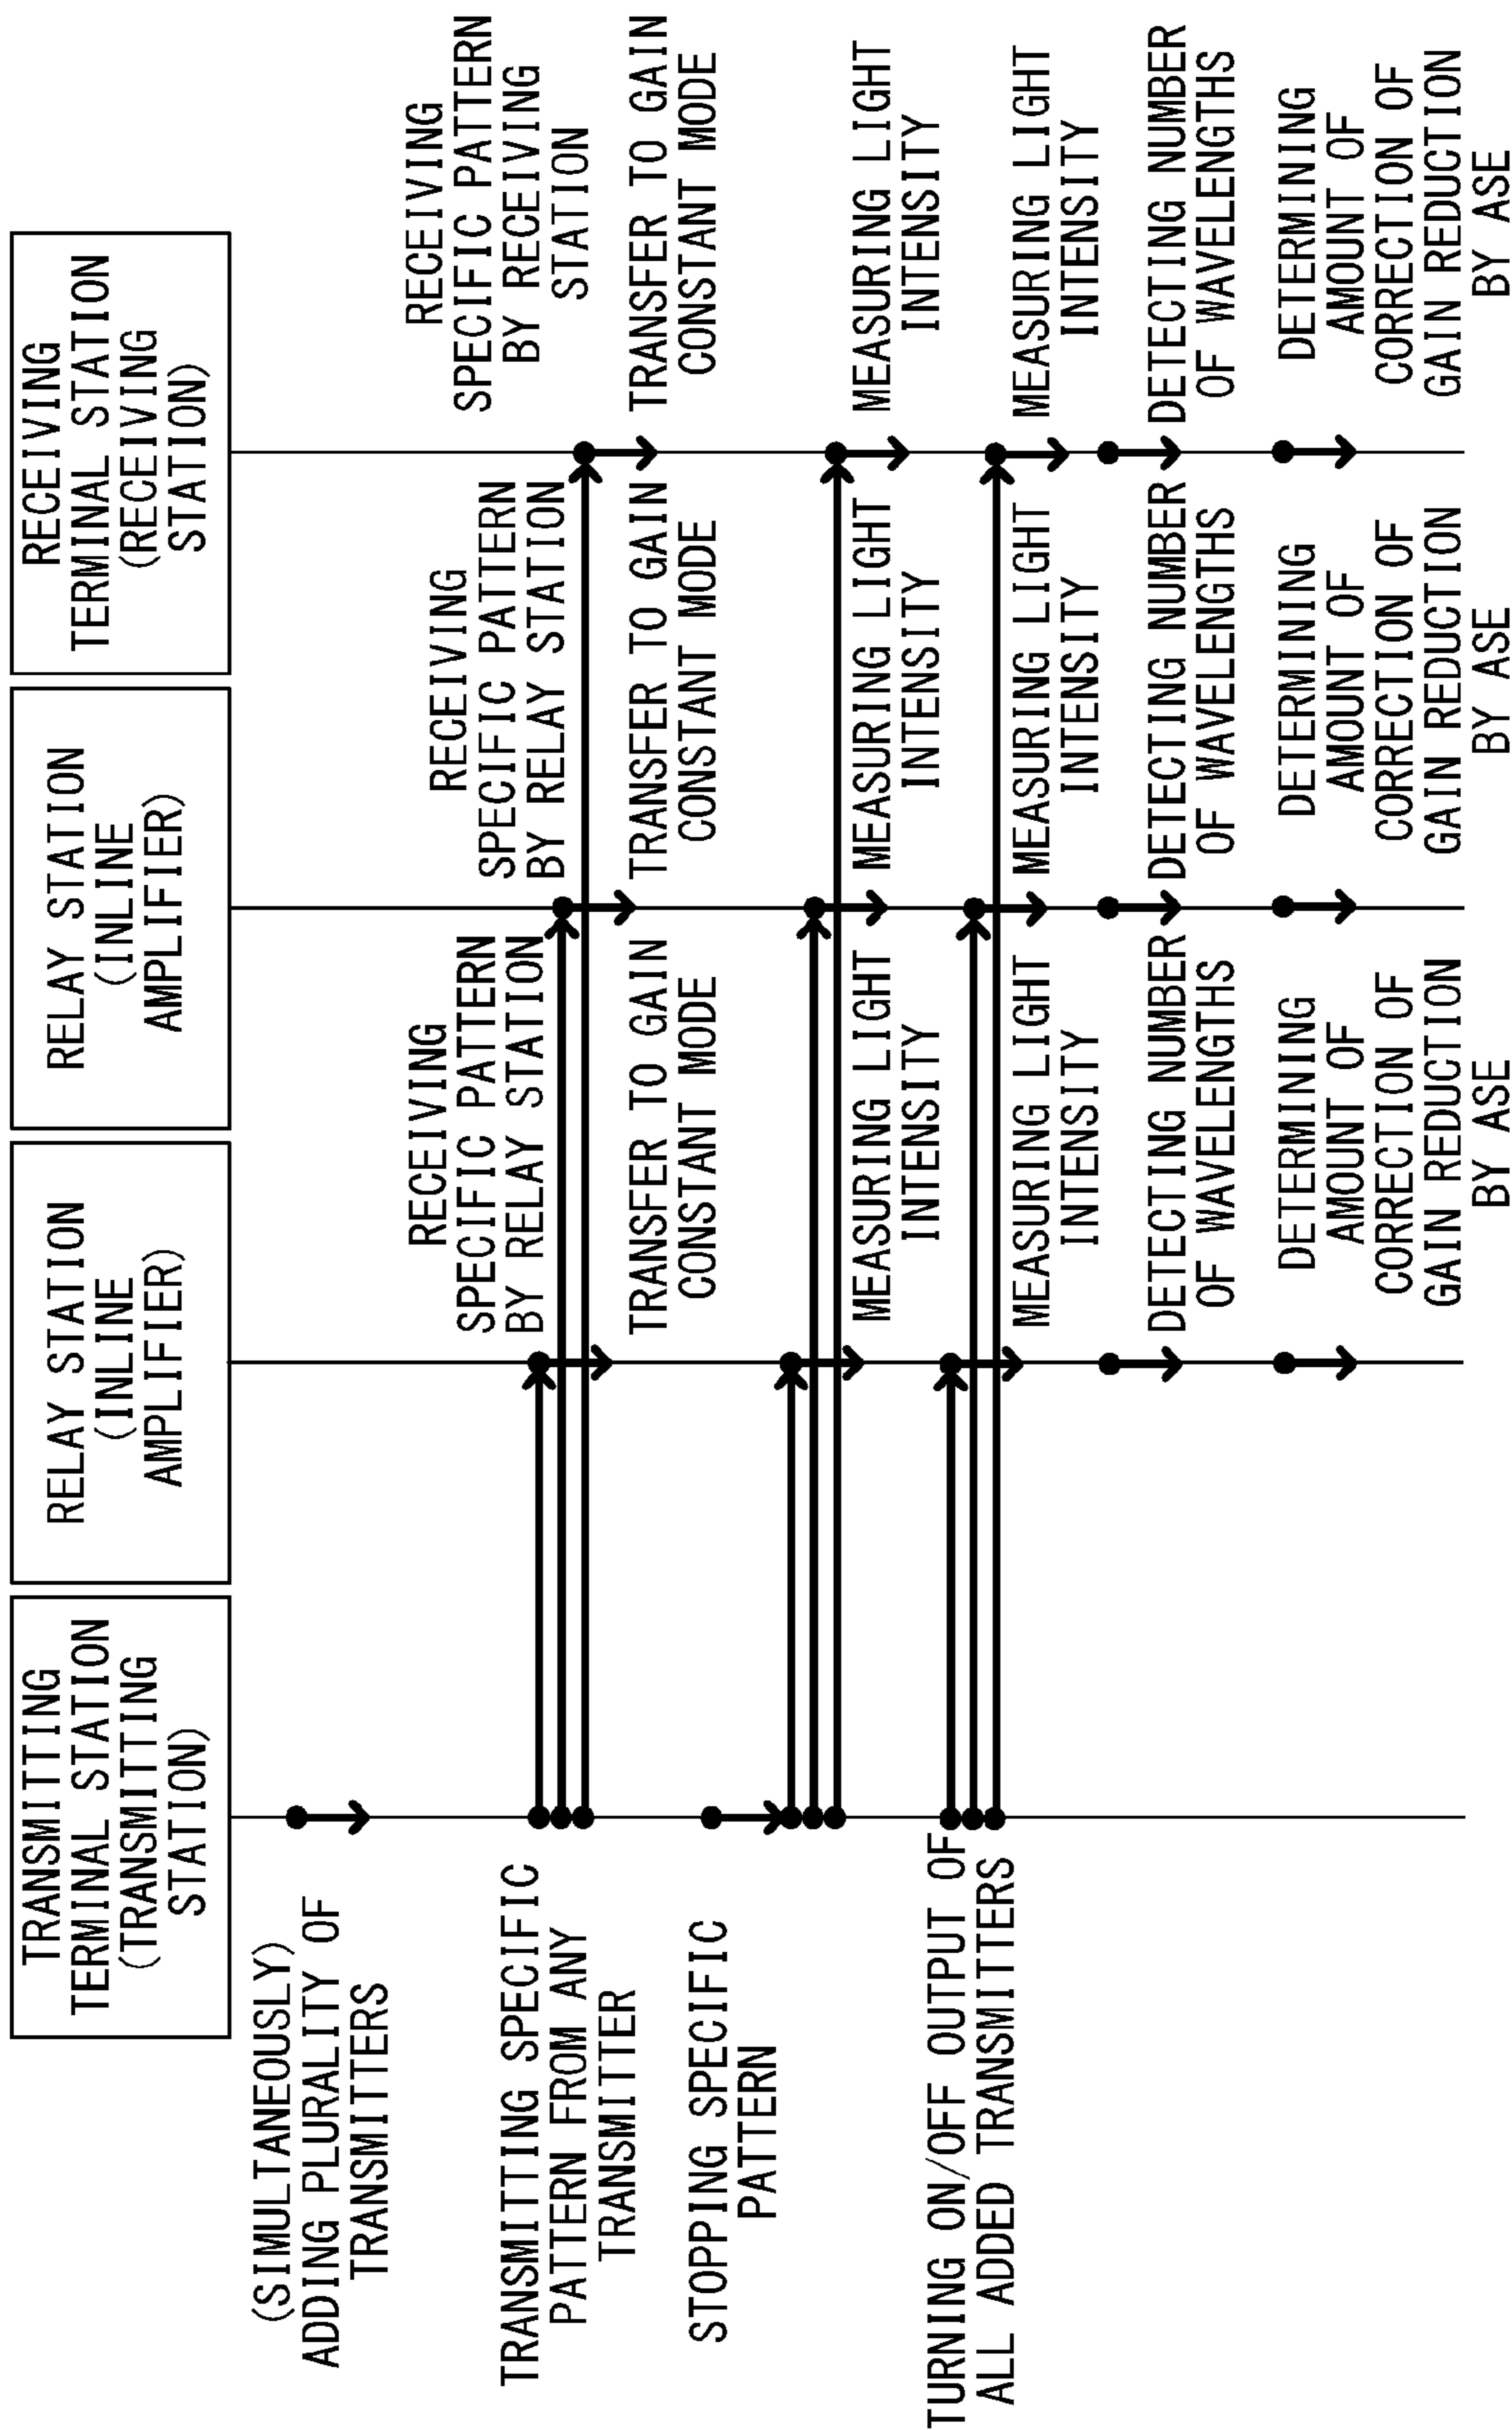 TRANSMITTING
TERMINAL STATION
(TRANSMITTING
STATION)
RELAY STATION
(INLINE
AMPLIFIER)
RELAY STATION
(INLINE
AMPLIFIER)
RECEIVING
TERMINAL STATION
(RECEIVING
STATION)
(SIMULTANEOUSLY)
ADDING PLURALITY OF
TRANSMITTERS
TRANSMITTING SPECIFIC
PATTERN FROM ANY
TRANSMITTER
RECEIVING
SPECIFIC PATTERN
BY RELAY STATION
RECEIVING
SPECIFIC PATTERN
BY RELAY STATION
RECEIVING
SPECIFIC PATTERN
BY RECEIVING
STATION
TRANSFER TO GAIN
CONSTANT MODE
TRANSFER TO GAIN
CONSTANT MODE
TRANSFER TO GAIN
CONSTANT MODE
STOPPING SPECIFIC
PATTERN
MEASURING LIGHT
INTENSITY
MEASURING LIGHT
INTENSITY
MEASURING LIGHT
INTENSITY
TURNING ON/OFF OUTPUT OF
ALL ADDED TRANSMITTERS
MEASURING LIGHT
INTENSITY
MEASURING LIGHT
INTENSITY
MEASURING LIGHT
INTENSITY
DETECTING NUMBER
OF WAVELENGTHS
DETECTING NUMBER
OF WAVELENGTHS
DETECTING NUMBER
OF WAVELENGTHS
DETERMINING
AMOUNT OF
CORRECTION OF
GAIN REDUCTION
BY ASE
DETERMINING
AMOUNT OF
CORRECTION OF
GAIN REDUCTION
BY ASE
DETERMINING
AMOUNT OF
CORRECTION OF
GAIN REDUCTION
BY ASE